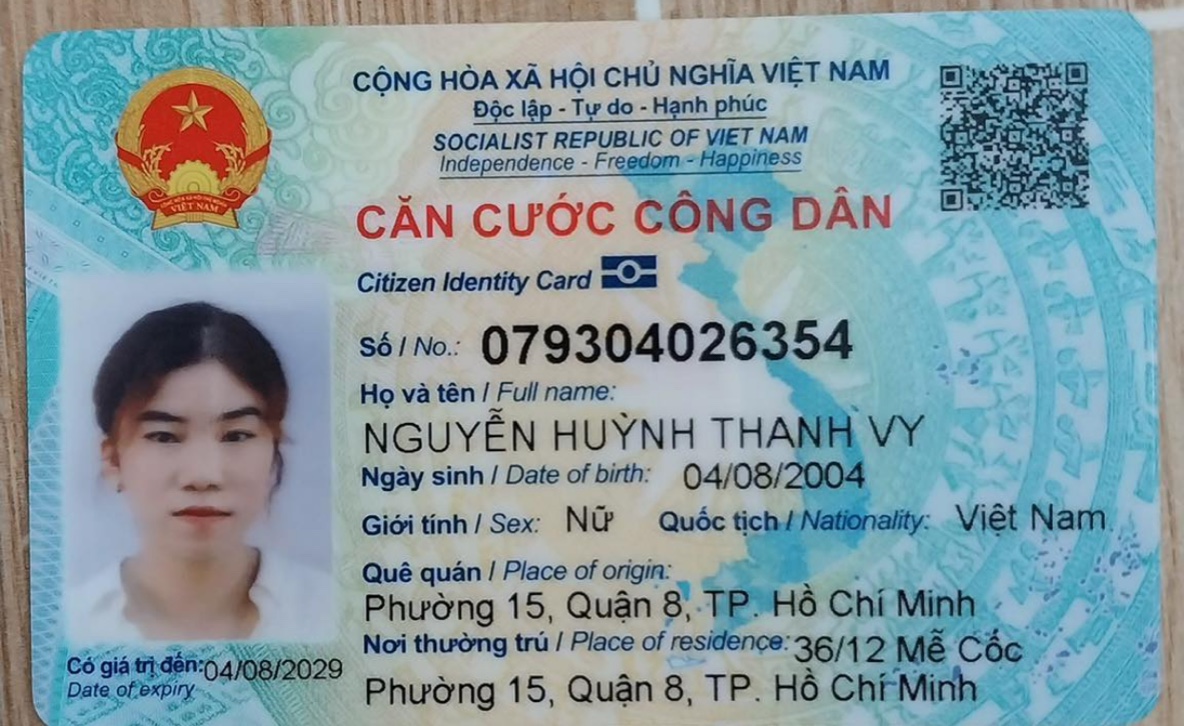 CỘNG HÒA XÃ HỘI CHỦ NGHĨA VIỆT NAM
Độc lập - Tự do - Hạnh phúc
SOCIALIST REPUBLIC OF VIET NAM
Independence - Freedom - Happiness
CĂN CƯỚC CÔNG DÂN
Citizen Identity Card
VIỆT NAM
Số / No.: 079304026354
Họ và tên / Full name:
NGUYỄN HUỲNH THANH VY
Ngày sinh / Date of birth: 04/08/2004
Giới tính / Sex: Nữ Quốc tịch / Nationality: Việt Nam
Quê quán / Place of origin:
Phường 15, Quận 8, TP. Hồ Chí Minh
Nơi thường trú / Place of residence: 36/12 Mễ Cốc
Phường 15, Quận 8, TP. Hồ Chí Minh
Có giá trị đến: 04/08/2029
Date of expiry